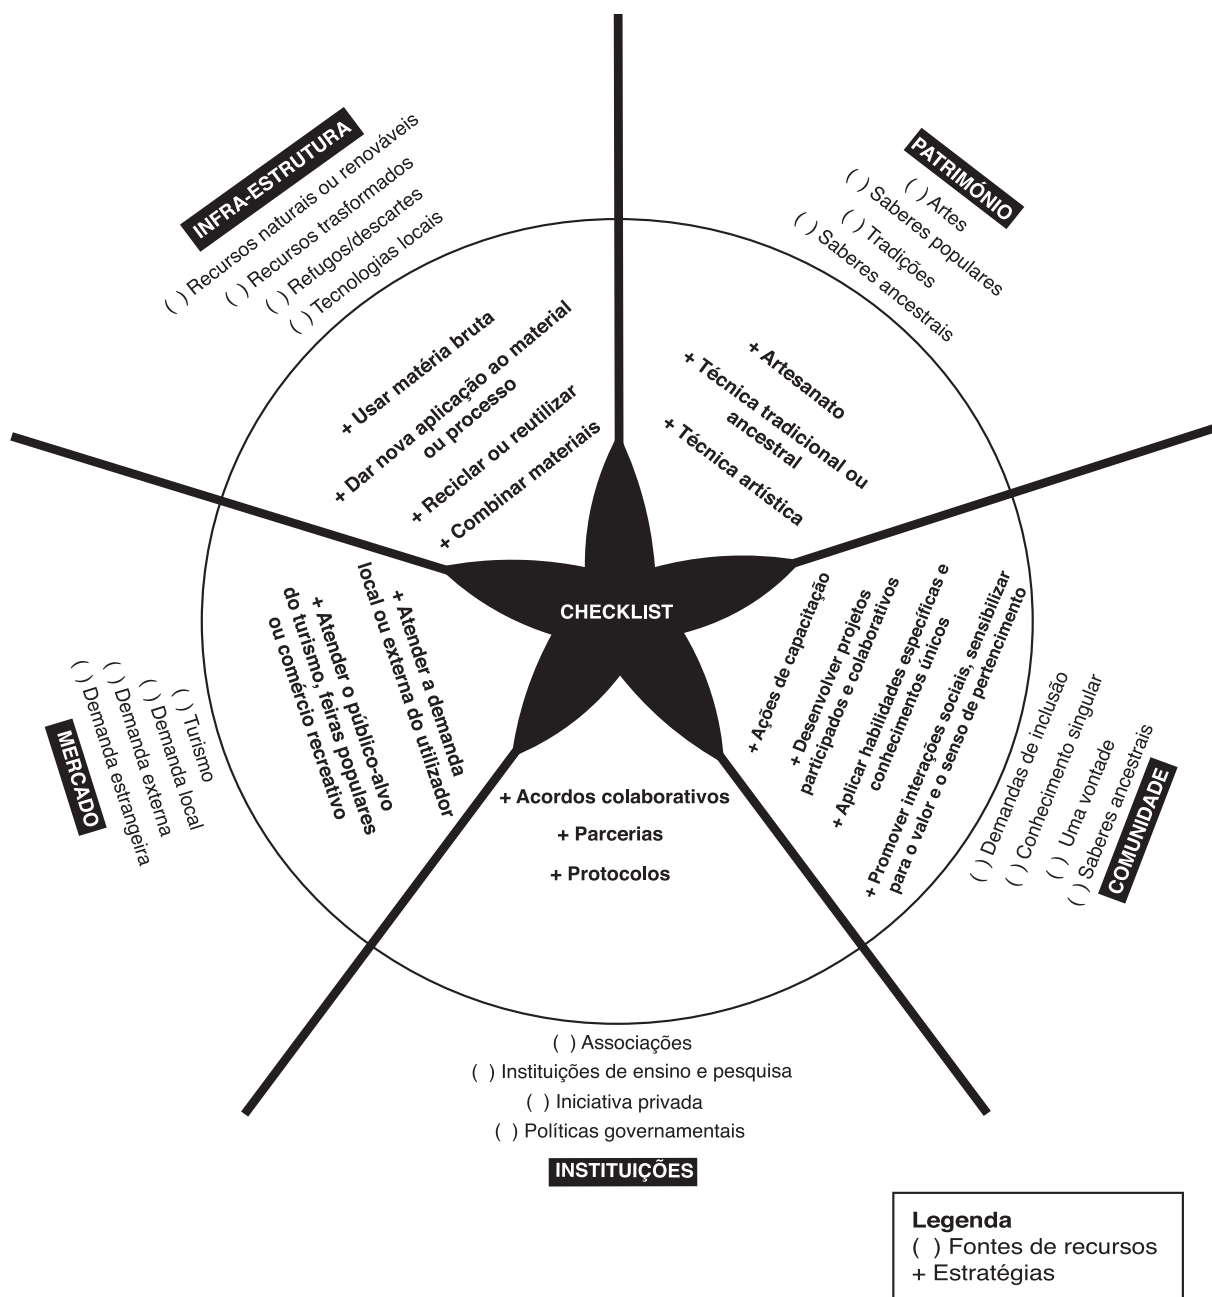 INFRA-ESTRUTURA
( ) Recursos naturais ou renováveis
( ) Recursos trasformados
( ) Refugos/descartes
( ) Tecnologias locais
+ Usar matéria bruta
+ Dar nova aplicação ao material
ou processo
+ Reciclar ou reutilizar
+ Combinar materiais
PATRIMÓNIO
( ) Artes
( ) Saberes populares
( ) Tradições
( ) Saberes ancestrais
+ Artesanato
+ Técnica tradicional ou
ancestral
+ Técnica artística
CHECKLIST
+ Ações de capacitação
+ Desenvolver projetos
participados e colaborativos
+ Aplicar habilidades específicas e
conhecimentos únicos
+ Promover interações sociais, sensibilizar
para o valor e o senso de pertencimento
( ) Demandas de inclusão
( ) Conhecimento singular
( ) Uma vontade
( ) Saberes ancestrais
COMUNIDADE
+ Atender a demanda
local ou externa do utilizador
+ Atender o público-alvo
do turismo, feiras populares
ou comércio recreativo
( ) Turismo
( ) Demanda local
( ) Demanda externa
( ) Demanda estrangeira
MERCADO
+ Acordos colaborativos
+ Parcerias
+ Protocolos
( ) Associações
( ) Instituições de ensino e pesquisa
( ) Iniciativa privada
( ) Políticas governamentais
INSTITUIÇÕES
Legenda
( ) Fontes de recursos
+ Estratégias